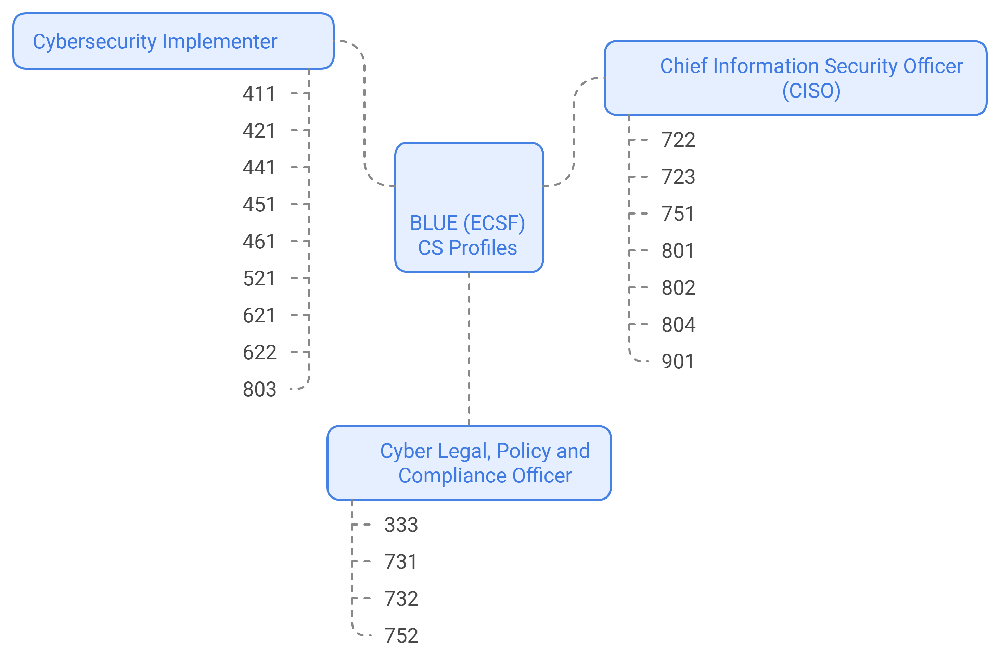 Cybersecurity Implementer
411
421
441
451
461
521
621
622
803
BLUE (ECSF)
CS Profiles
Chief Information Security Officer
(CISO)
722
723
751
801
802
804
901
Cyber Legal, Policy and
Compliance Officer
333
731
732
752